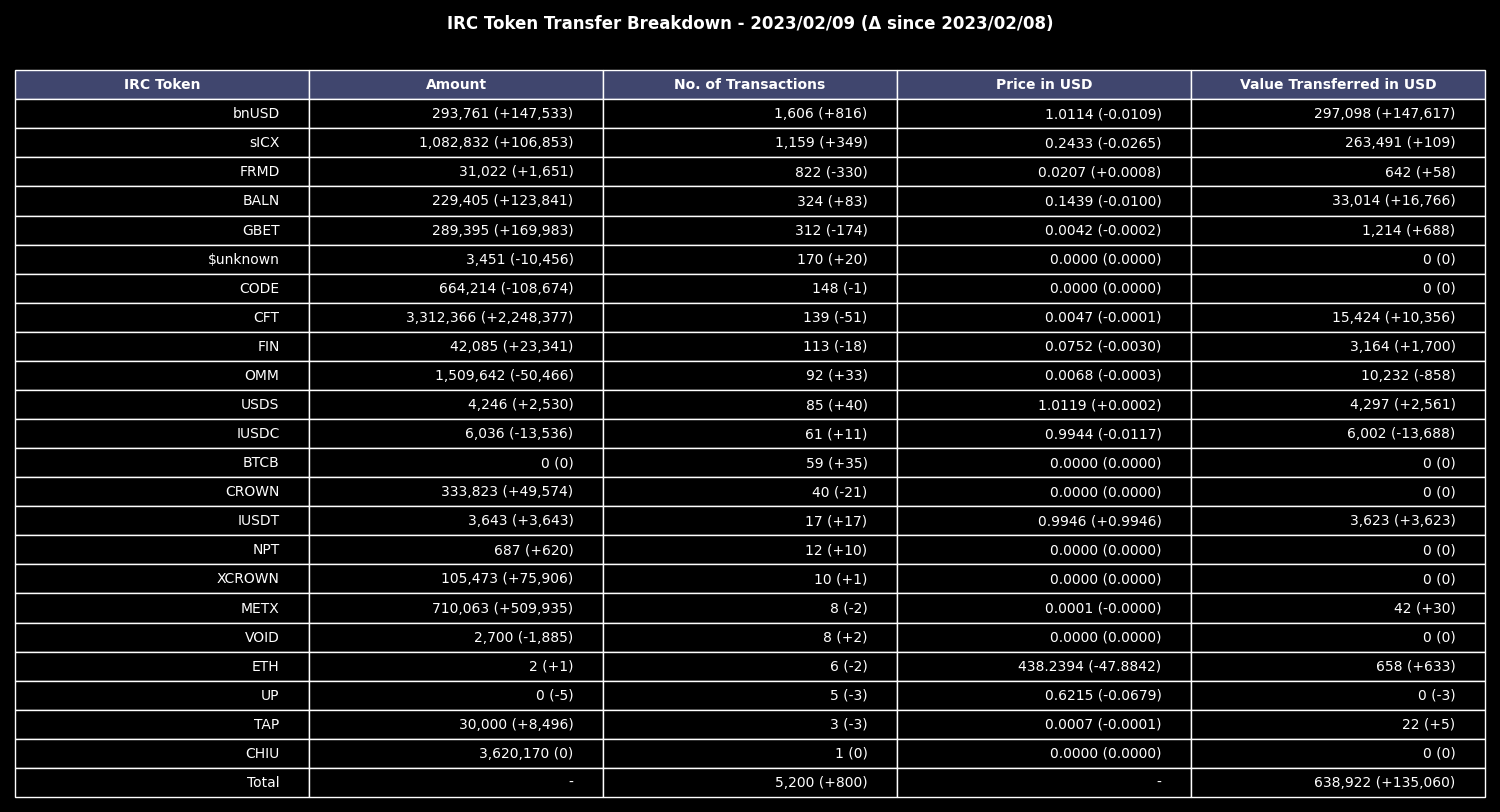 IRC Token Transfer Breakdown - 2023/02/09 (Δ since 2023/02/08)
IRC Token Amount No. of Transactions Price in USD Value Transferred in USD
bnUSD 293,761 (+147,533) 1,606 (+816) 1.0114 (-0.0109) 297,098 (+147,617)
sICX 1,082,832 (+106,853) 1,159 (+349) 0.2433 (-0.0265) 263,491 (+109)
FRMD 31,022 (+1,651) 822 (-330) 0.0207 (+0.0008) 642 (+58)
BALN 229,405 (+123,841) 324 (+83) 0.1439 (-0.0100) 33,014 (+16,766)
GBET 289,395 (+169,983) 312 (-174) 0.0042 (-0.0002) 1,214 (+688)
$unknown 3,451 (-10,456) 170 (+20) 0.0000 (0.0000) 0 (0)
CODE 664,214 (-108,674) 148 (-1) 0.0000 (0.0000) 0 (0)
CFT 3,312,366 (+2,248,377) 139 (-51) 0.0047 (-0.0001) 15,424 (+10,356)
FIN 42,085 (+23,341) 113 (-18) 0.0752 (-0.0030) 3,164 (+1,700)
OMM 1,509,642 (-50,466) 92 (+33) 0.0068 (-0.0003) 10,232 (-858)
USDS 4,246 (+2,530) 85 (+40) 1.0119 (+0.0002) 4,297 (+2,561)
IUSDC 6,036 (-13,536) 61 (+11) 0.9944 (-0.0117) 6,002 (-13,688)
BTCB 0 (0) 59 (+35) 0.0000 (0.0000) 0 (0)
CROWN 333,823 (+49,574) 40 (-21) 0.0000 (0.0000) 0 (0)
IUSDT 3,643 (+3,643) 17 (+17) 0.9946 (+0.9946) 3,623 (+3,623)
NPT 687 (+620) 12 (+10) 0.0000 (0.0000) 0 (0)
XCROWN 105,473 (+75,906) 10 (+1) 0.0000 (0.0000) 0 (0)
METX 710,063 (+509,935) 8 (-2) 0.0001 (-0.0000) 42 (+30)
VOID 2,700 (-1,885) 8 (+2) 0.0000 (0.0000) 0 (0)
ETH 2 (+1) 6 (-2) 438.2394 (-47.8842) 658 (+633)
UP 0 (-5) 5 (-3) 0.6215 (-0.0679) 0 (-3)
TAP 30,000 (+8,496) 3 (-3) 0.0007 (-0.0001) 22 (+5)
CHIU 3,620,170 (0) 1 (0) 0.0000 (0.0000) 0 (0)
Total - 5,200 (+800) - 638,922 (+135,060)